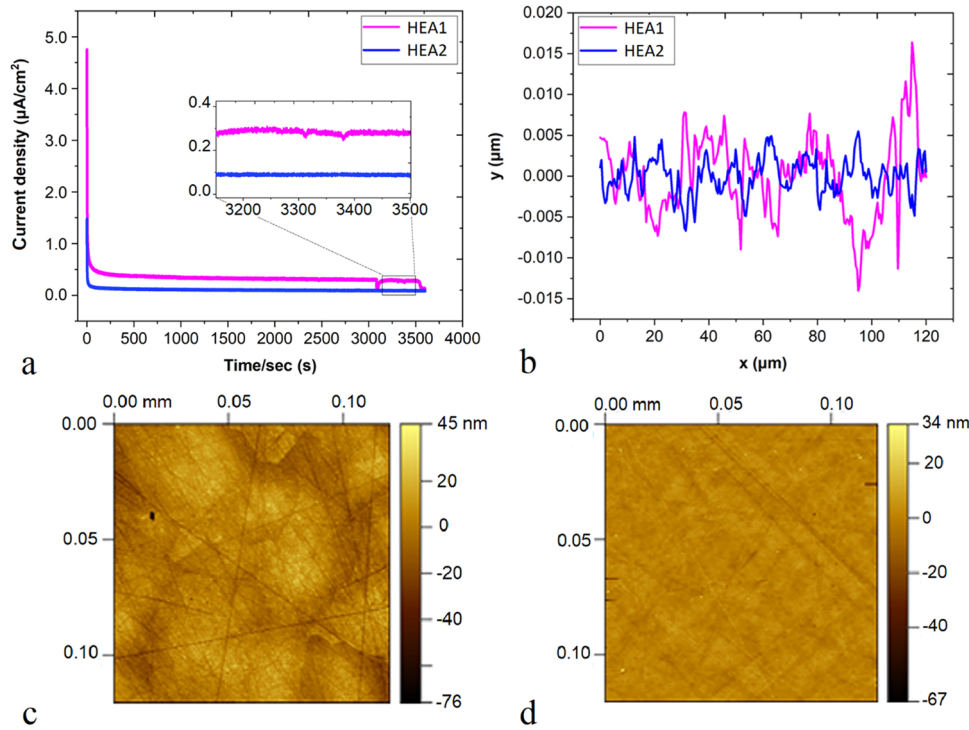 HEA1
HEA2
5.0
4.0
3.0
2.0
1.0
0.0
Current density (µA/cm²)
0.4
0.2
0.0
3200 3300 3400 3500
0 500 1000 1500 2000 2500 3000 3500 4000
Time/sec (s)
a
HEA1
HEA2
0.020
0.015
0.010
0.005
0.000
-0.005
-0.010
-0.015
y (µm)
0 20 40 60 80 100 120
x (µm)
b
0.00 mm 0.05 0.10
0.00
0.05
0.10
45 nm
20
0
-20
-40
-76
c
0.00 mm 0.05 0.10
0.00
0.05
0.10
34 nm
20
0
-20
-40
-67
d